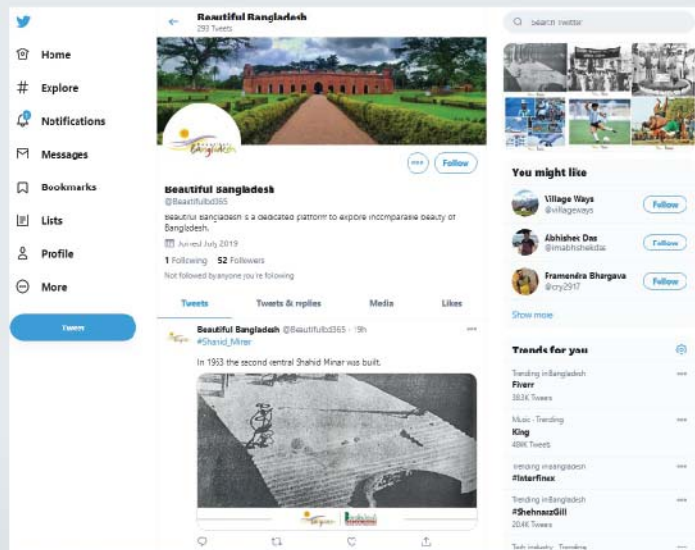 Home
Explore
Notifications
Messages
Bookmarks
Lists
Profile
More
Tweet
Beautiful Bangladesh
293 Tweets
Follow
Beautiful Bangladesh
@Beautifulbd365
Beautiful Bangladesh is a dedicated platform to explore incomparable beauty of
Bangladesh.
Joined July 2019
1 Following 52 Followers
Not followed by anyone you're following
Tweets Tweets & replies Media Likes
Beautiful Bangladesh @Beautifulbd365 · 19h
#Shahid_Minar
In 1963 the second central Shahid Minar was built.
Search Twitter
You might like
Village Ways
@villageways
Follow
Abhishek Das
@imabhshekdas
Follow
Framendra Bhargava
@cry2917
Follow
Show more
Trends for you
Trending in Bangladesh
Fiverr
Tweets
Music · Trending
King
Tweets
Trending in Bangladesh
Trending in Bangladesh
#ShehnaazGill
Tweets
Trending